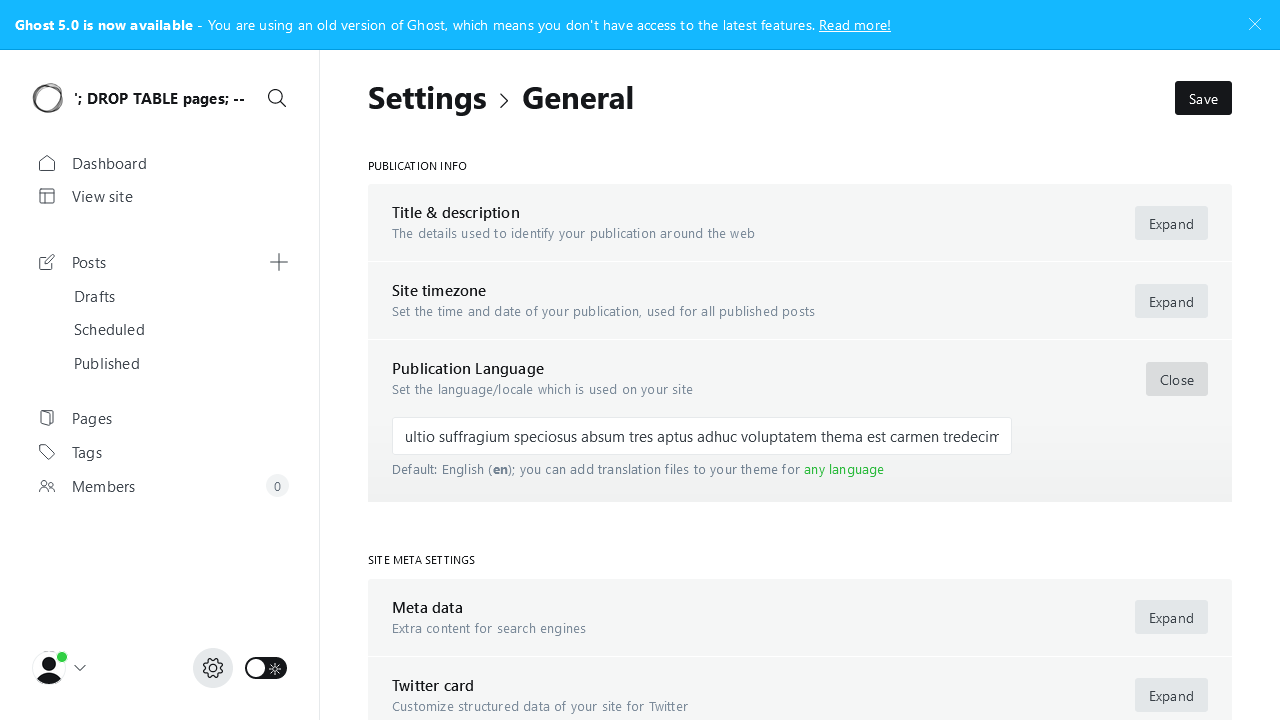 Ghost 5.0 is now available - You are using an old version of Ghost, which means you don't have access to the latest features. Read more!
'; DROP TABLE pages; --
Dashboard
View site
Posts
Drafts
Scheduled
Published
Pages
Tags
Members 0
Settings > General
Save
PUBLICATION INFO
Title & description
The details used to identify your publication around the web
Expand
Site timezone
Set the time and date of your publication, used for all published posts
Expand
Publication Language
Set the language/locale which is used on your site
Close
ultio suffragium speciosus absum tres aptus adhuc voluptatem thema est carmen tredecim
Default: English (en); you can add translation files to your theme for any language
SITE META SETTINGS
Meta data
Extra content for search engines
Expand
Twitter card
Customize structured data of your site for Twitter
Expand